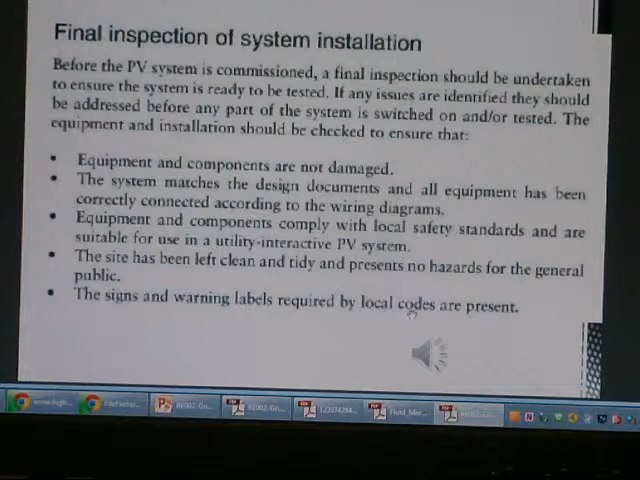 Final inspection of system installation
Before the PV system is commissioned, a final inspection should be undertaken
to ensure the system is ready to be tested. If any issues are identified they should
be addressed before any part of the system is switched on and/or tested. The
equipment and installation should be checked to ensure that:
• Equipment and components are not damaged.
• The system matches the design documents and all equipment has been
correctly connected according to the wiring diagrams.
• Equipment and components comply with local safety standards and are
suitable for use in a utility-interactive PV system.
• The site has been left clean and tidy and presents no hazards for the general
public.
• The signs and warning labels required by local codes are present.